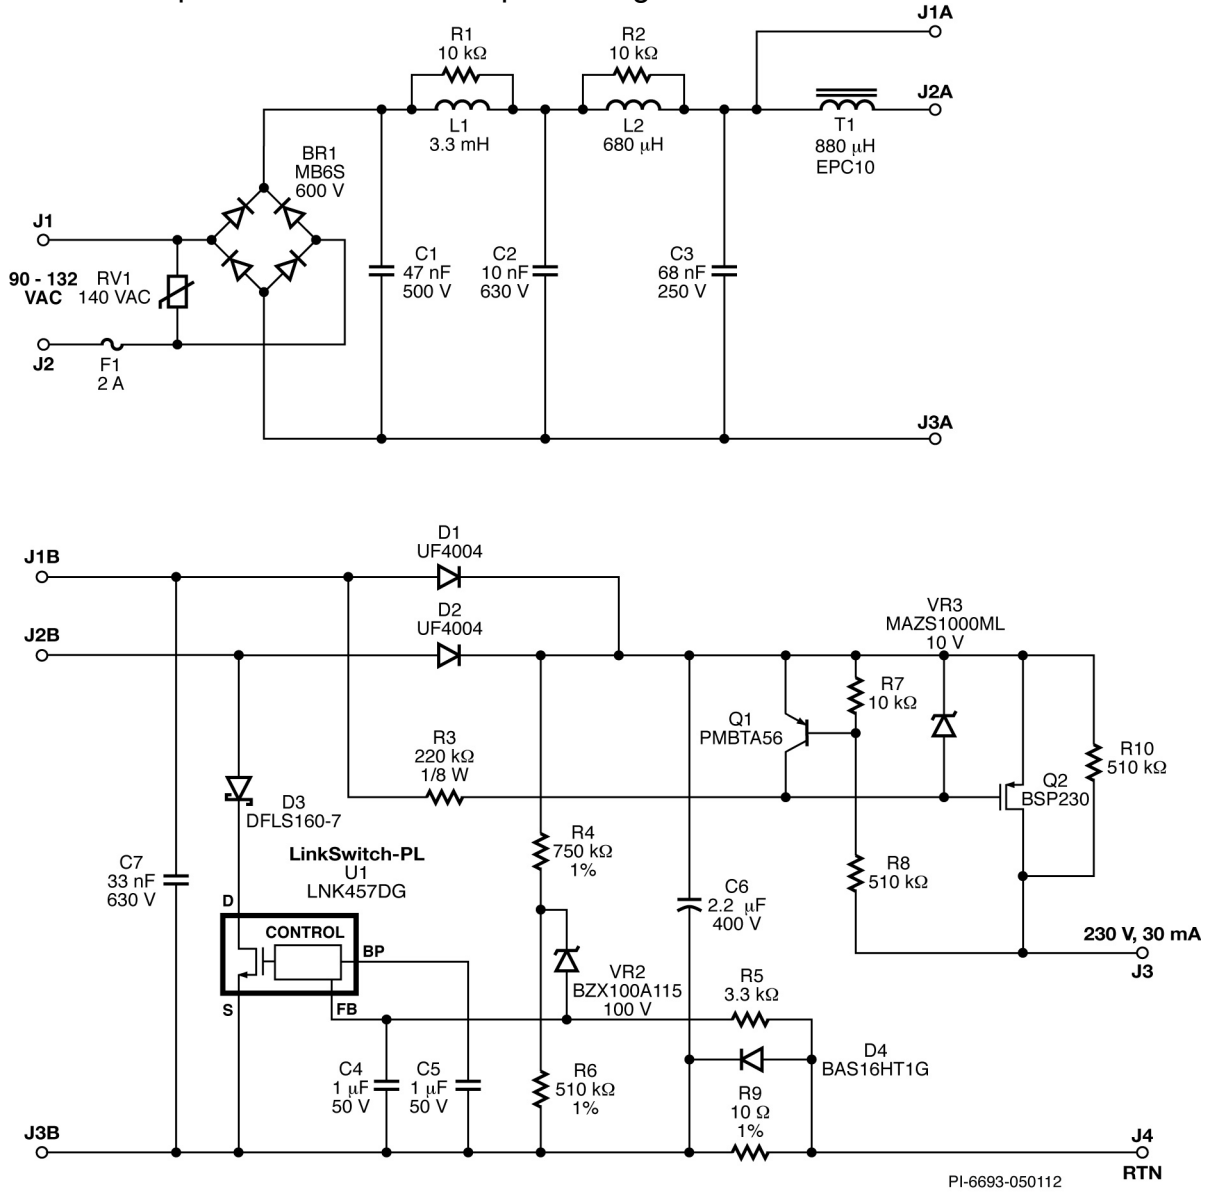 J1A
R1
10 kΩ
R2
10 kΩ
J2A
L1
3.3 mH
L2
680 µH
T1
880 µH
EPC10
BR1
MB6S
600 V
J1
90 - 132
VAC
RV1
140 VAC
C1
47 nF
500 V
C2
10 nF
630 V
C3
68 nF
250 V
J2
F1
2 A
J3A
D1
UF4004
J1B
D2
UF4004
J2B
VR3
MAZS1000ML
10 V
R7
10 kΩ
Q1
PMBTA56
R3
220 kΩ
1/8 W
R10
510 kΩ
Q2
BSP230
D3
DFLS160-7
R4
750 kΩ
1%
LinkSwitch-PL
U1
LNK457DG
C7
33 nF
630 V
R8
510 kΩ
C6
2.2 µF
400 V
D
CONTROL
BP
230 V, 30 mA
J3
VR2
BZX100A115
100 V
R5
3.3 kΩ
S
FB
D4
BAS16HT1G
C4
1 µF
50 V
C5
1 µF
50 V
R6
510 kΩ
1%
R9
10 Ω
1%
J3B
J4
RTN
PI-6693-050112